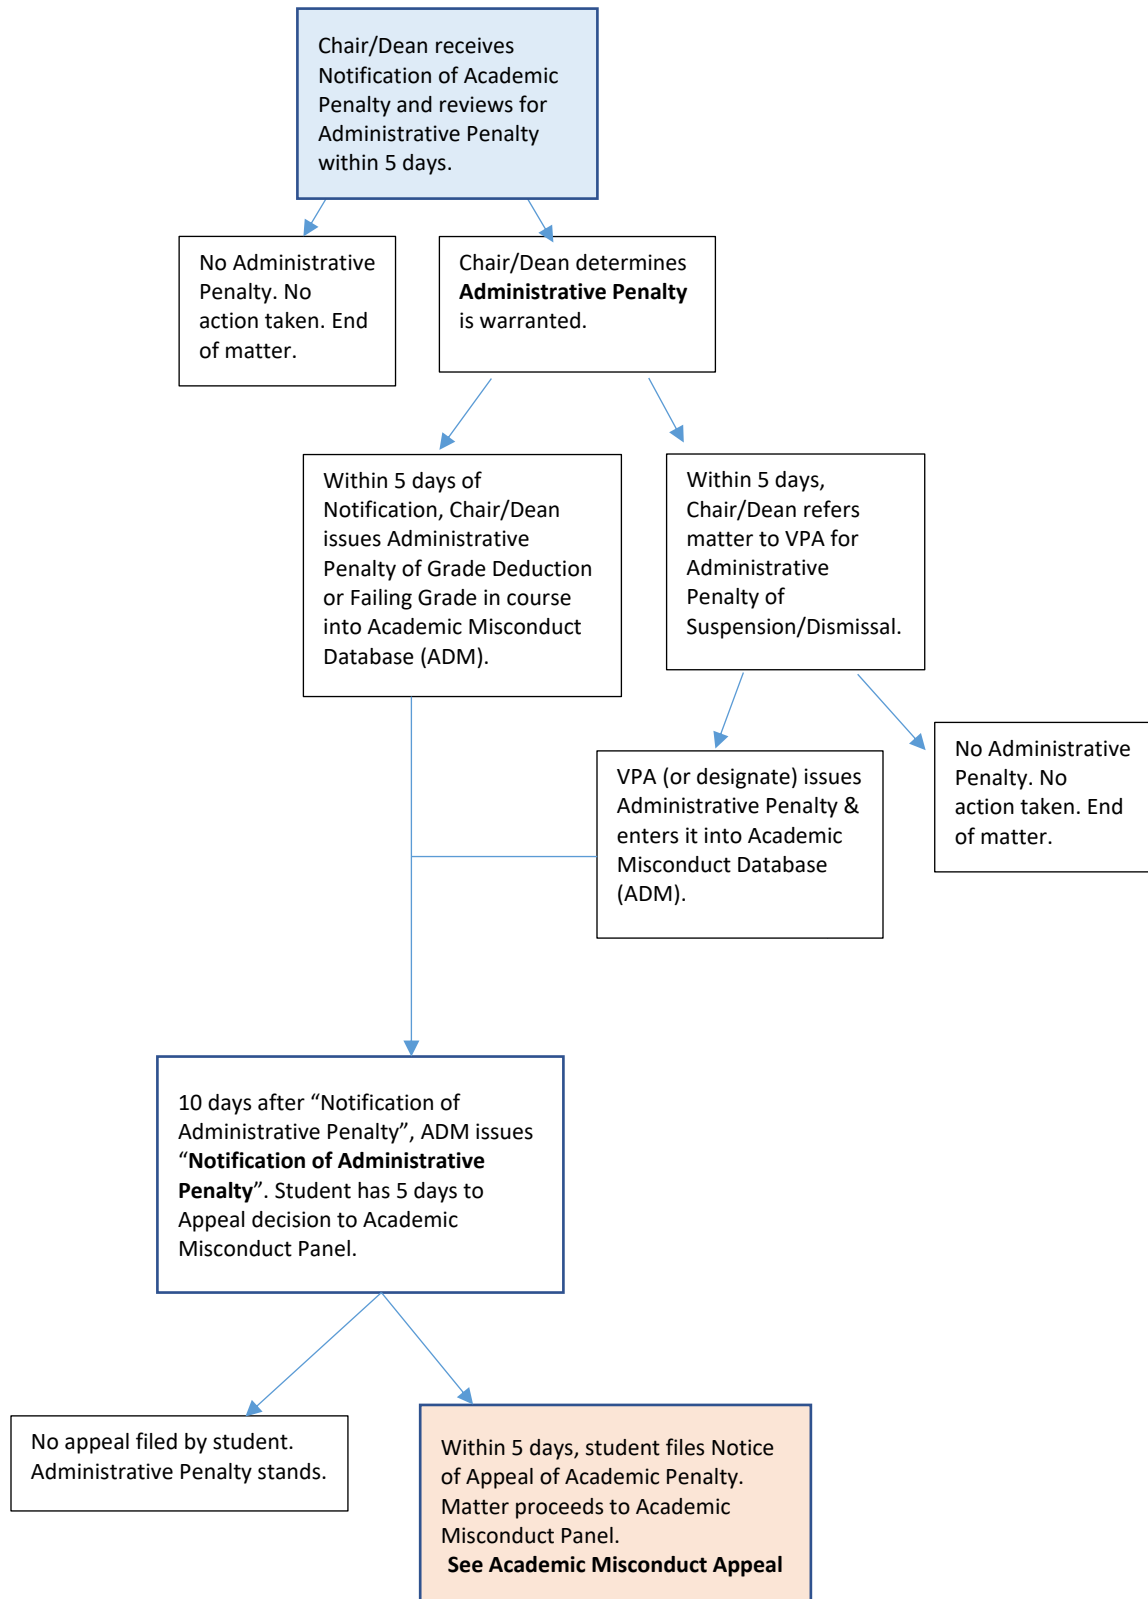 Chair/Dean receives
Notification of Academic
Penalty and reviews for
Administrative Penalty
within 5 days.
No Administrative
Penalty. No
action taken. End
of matter.
Chair/Dean determines
Administrative Penalty
is warranted.
Within 5 days of
Notification, Chair/Dean
issues Administrative
Penalty of Grade Deduction
or Failing Grade in course
into Academic Misconduct
Database (ADM).
Within 5 days,
Chair/Dean refers
matter to VPA for
Administrative
Penalty of
Suspension/Dismissal.
VPA (or designate) issues
Administrative Penalty &
enters it into Academic
Misconduct Database
(ADM).
No Administrative
Penalty. No
action taken. End
of matter.
10 days after “Notification of
Administrative Penalty”, ADM issues
“Notification of Administrative
Penalty”. Student has 5 days to
Appeal decision to Academic
Misconduct Panel.
No appeal filed by student.
Administrative Penalty stands.
Within 5 days, student files Notice
of Appeal of Academic Penalty.
Matter proceeds to Academic
Misconduct Panel.
See Academic Misconduct Appeal